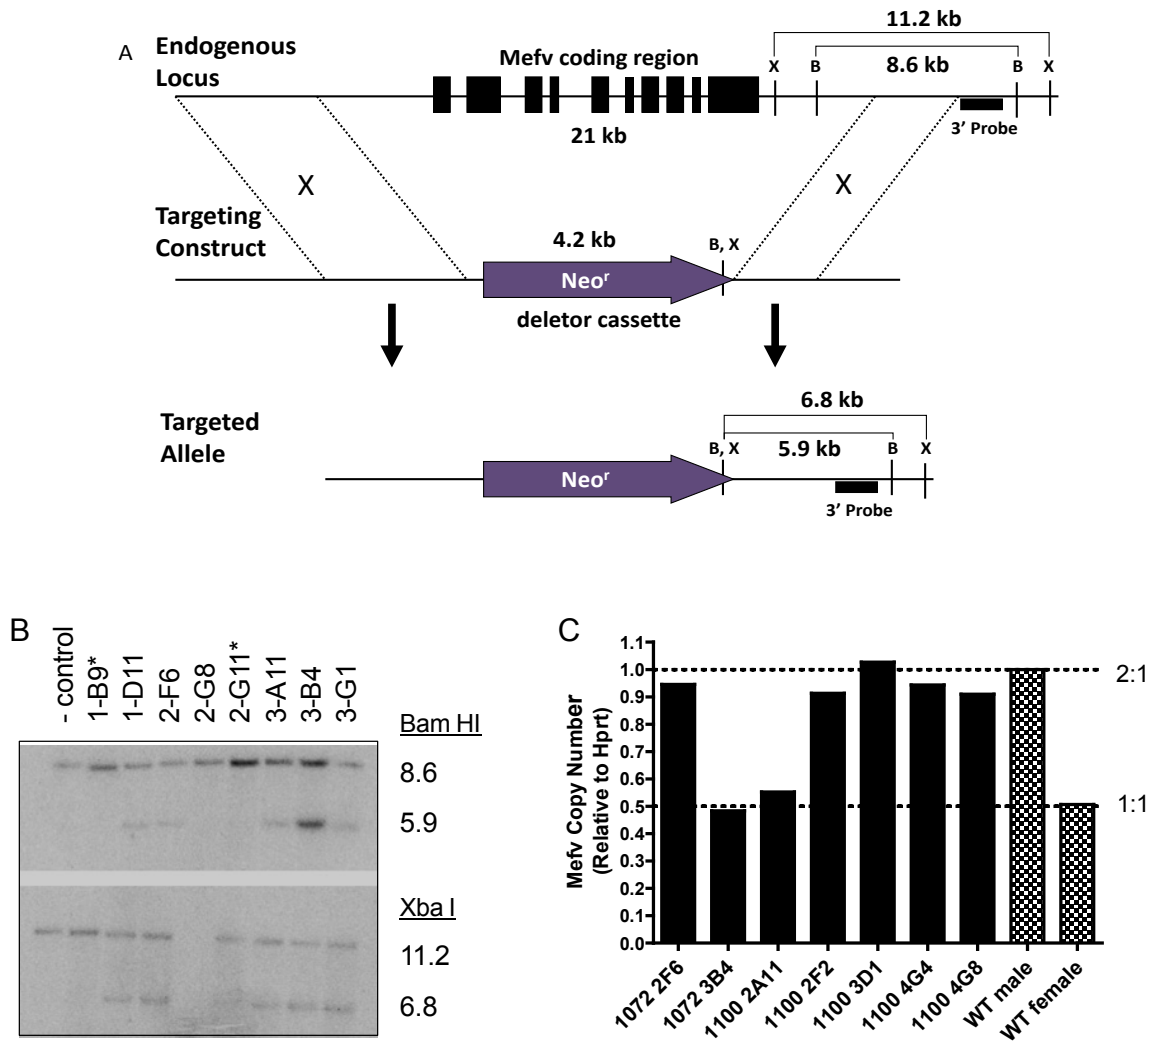 A
Endogenous
Locus
Mefv coding region
21 kb
11.2 kb
X B 8.6 kb B X
3’ Probe
X X
Targeting
Construct
4.2 kb
B, X
Neoʳ
deletor cassette
Targeted
Allele
6.8 kb
B, X 5.9 kb B X
Neoʳ
3’ Probe
B
- control
1-B9*
1-D11
2-F6
2-G8
2-G11*
3-A11
3-B4
3-G1
Bam HI
8.6
5.9
Xba I
11.2
6.8
C
Mefv Copy Number
(Relative to Hprt)
1.1
1.0
0.9
0.8
0.7
0.6
0.5
0.4
0.3
0.2
0.1
0.0
2:1
1:1
1072 2F6
1072 3B4
1100 2A11
1100 2F2
1100 3D1
1100 4G4
1100 4G8
WT male
WT female